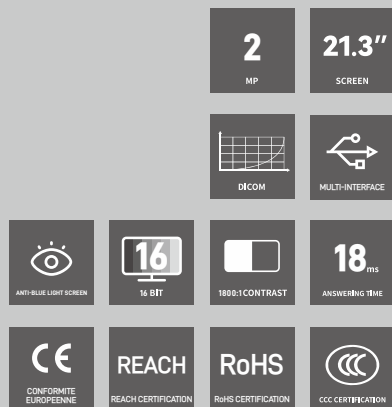 2
MP
21.3″
SCREEN
DICOM
MULTI-INTERFACE
ANTI-BLUE LIGHT SCREEN
16
16 BIT
1800:1CONTRAST
18ms
ANSWERING TIME
CE
CONFORMITE
EUROPEENNE
REACH
REACH CERTIFICATION
RoHS
RoHS CERTIFICATION
CCC
CCC CERTIFICATION